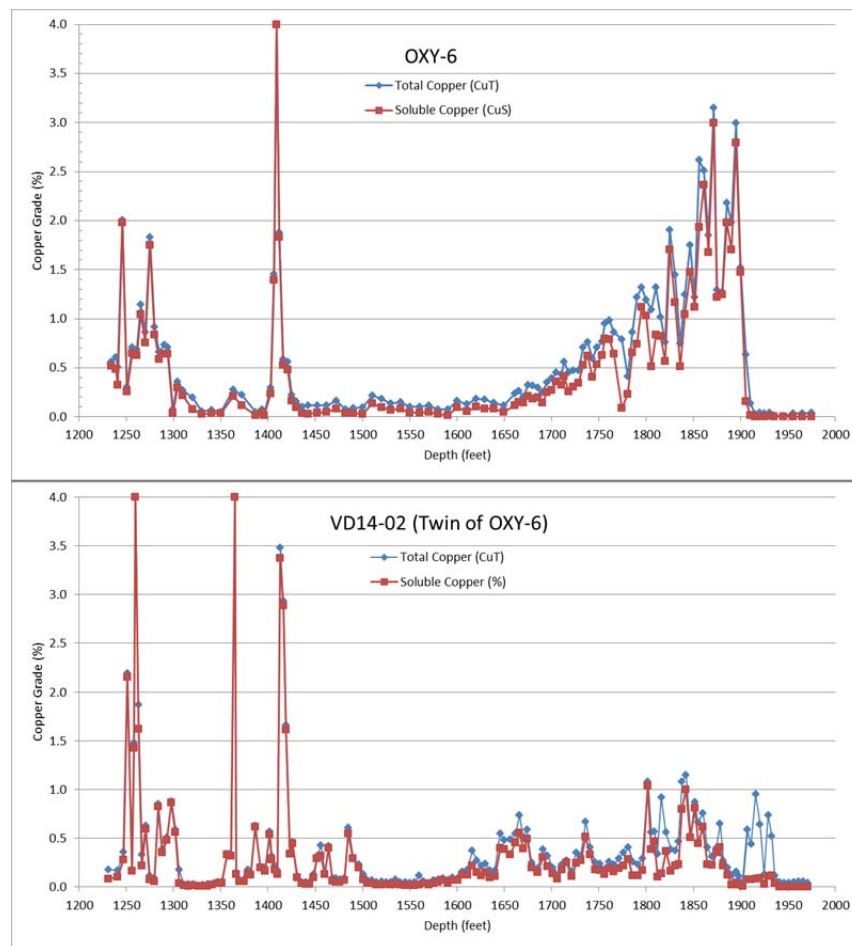 OXY-6
Total Copper (CuT)
Soluble Copper (CuS)
Copper Grade (%)
4.0
3.5
3.0
2.5
2.0
1.5
1.0
0.5
0.0
1200 1250 1300 1350 1400 1450 1500 1550 1600 1650 1700 1750 1800 1850 1900 1950 2000
Depth (feet)
VD14-02 (Twin of OXY-6)
Total Copper (CuT)
Soluble Copper (%)
Copper Grade (%)
4.0
3.5
3.0
2.5
2.0
1.5
1.0
0.5
0.0
1200 1250 1300 1350 1400 1450 1500 1550 1600 1650 1700 1750 1800 1850 1900 1950 2000
Depth (feet)